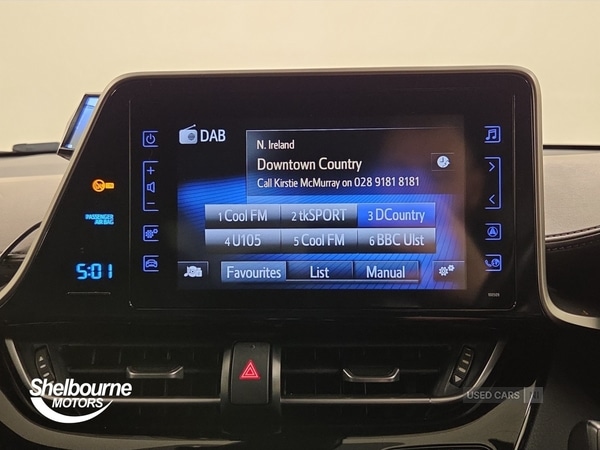 DAB
N. Ireland
Downtown Country
Call Kirstie McMurray on 028 9181 8181
1 Cool FM 2 tkSPORT 3 DCountry
4 U105 5 Cool FM 6 BBC Ulst
Favourites List Manual
PASSENGER
AIR BAG
5:01
Shelbourne
MOTORS
USED CARS NI